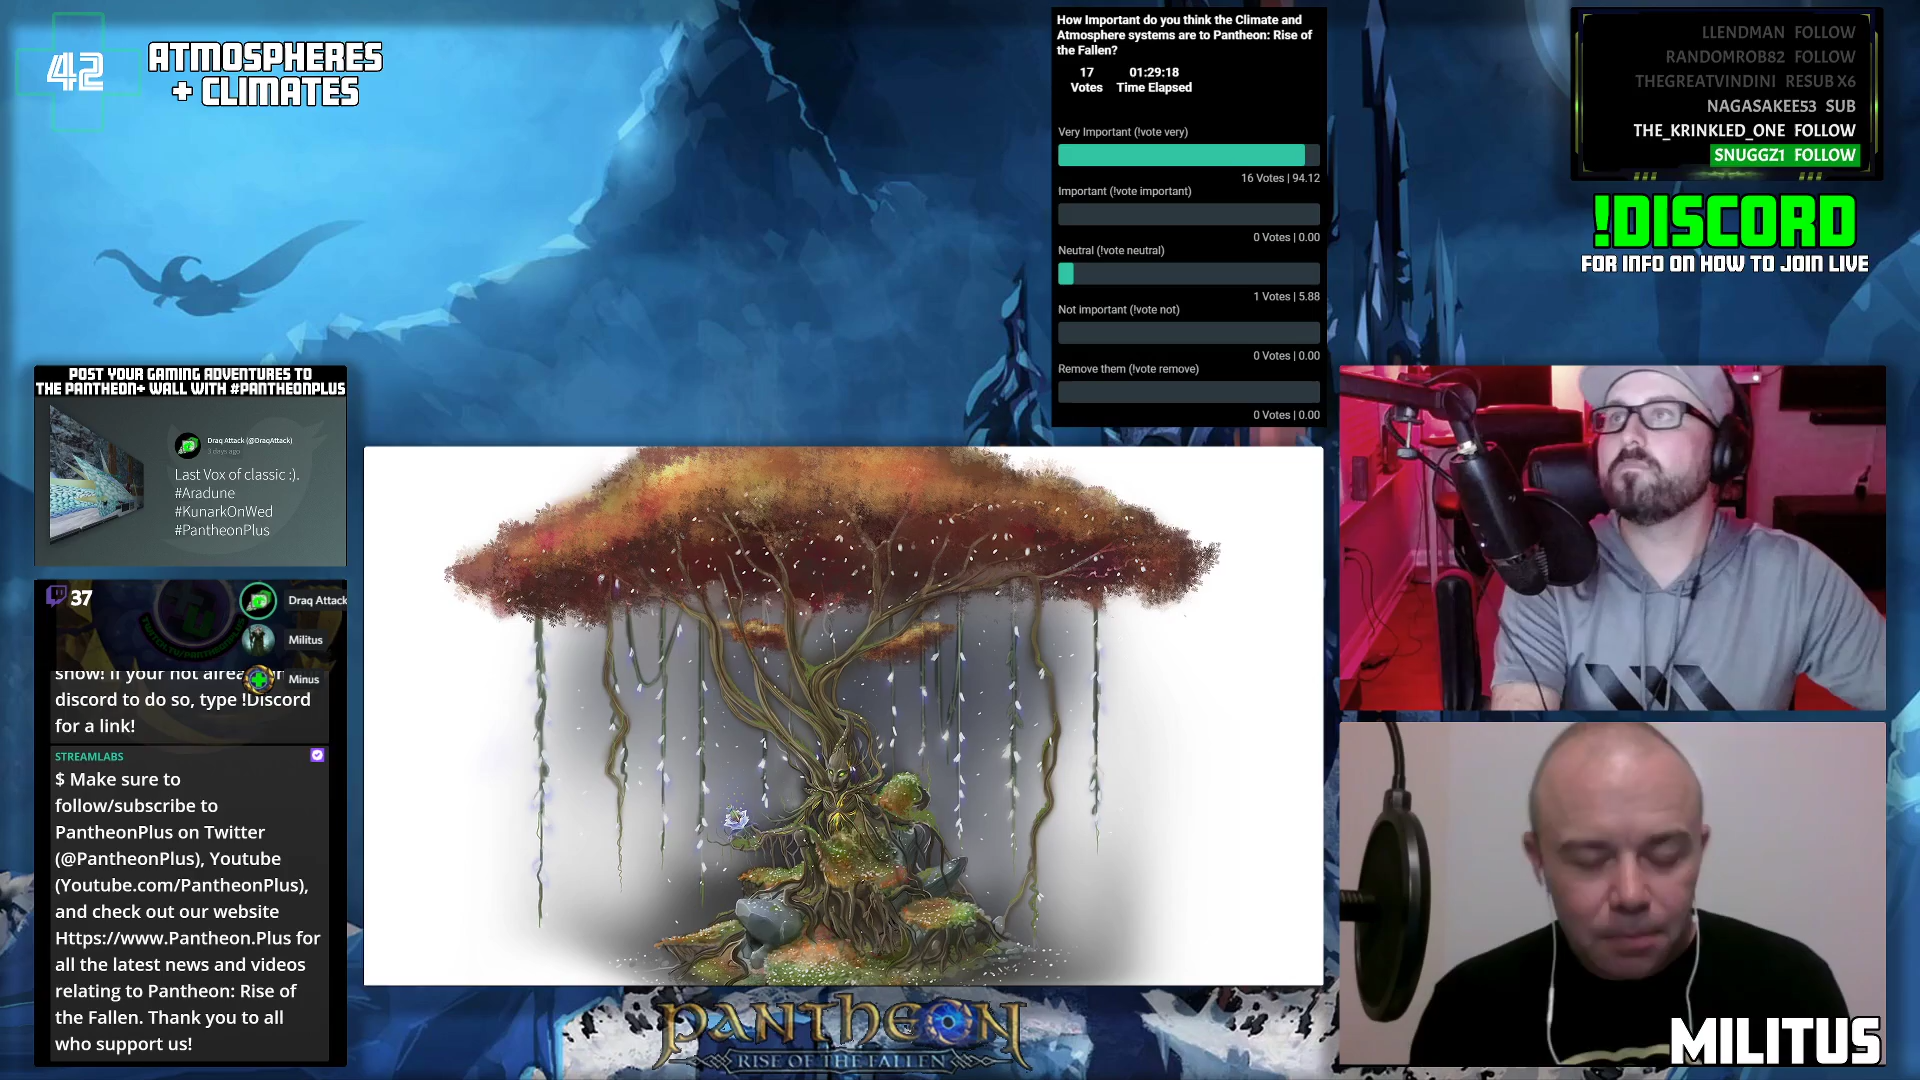 42
ATMOSPHERES
+ CLIMATES
How Important do you think the Climate and
Atmosphere systems are to Pantheon: Rise of
the Fallen?
17 01:29:18
Votes Time Elapsed
Very Important (!vote very)
16 Votes | 94.12
Important (!vote important)
0 Votes | 0.00
Neutral (!vote neutral)
1 Votes | 5.88
Not important (!vote not)
0 Votes | 0.00
Remove them (!vote remove)
0 Votes | 0.00
LLENDMAN FOLLOW
RANDOMROB82 FOLLOW
THEGREATVINDINI RESUB X6
NAGASAKEE53 SUB
THE_KRINKLED_ONE FOLLOW
SNUGGZ1 FOLLOW
!DISCORD
FOR INFO ON HOW TO JOIN LIVE
POST YOUR GAMING ADVENTURES TO
THE PANTHEON+ WALL WITH #PANTHEONPLUS
Draq Attack (@DraqAttack)
3 days ago
Last Vox of classic :).
#Aradune
#KunarkOnWed
#PantheonPlus
37
Draq Attack
Militus
Minus
show! If your not
discord to do so, type !Discord
for a link!
STREAMLABS
$ Make sure to
follow/subscribe to
PantheonPlus on Twitter
(@PantheonPlus), Youtube
(Youtube.com/PantheonPlus),
and check out our website
Https://www.Pantheon.Plus for
all the latest news and videos
relating to Pantheon: Rise of
the Fallen. Thank you to all
who support us!
PANTHEON
RISE OF THE FALLEN
MILITUS